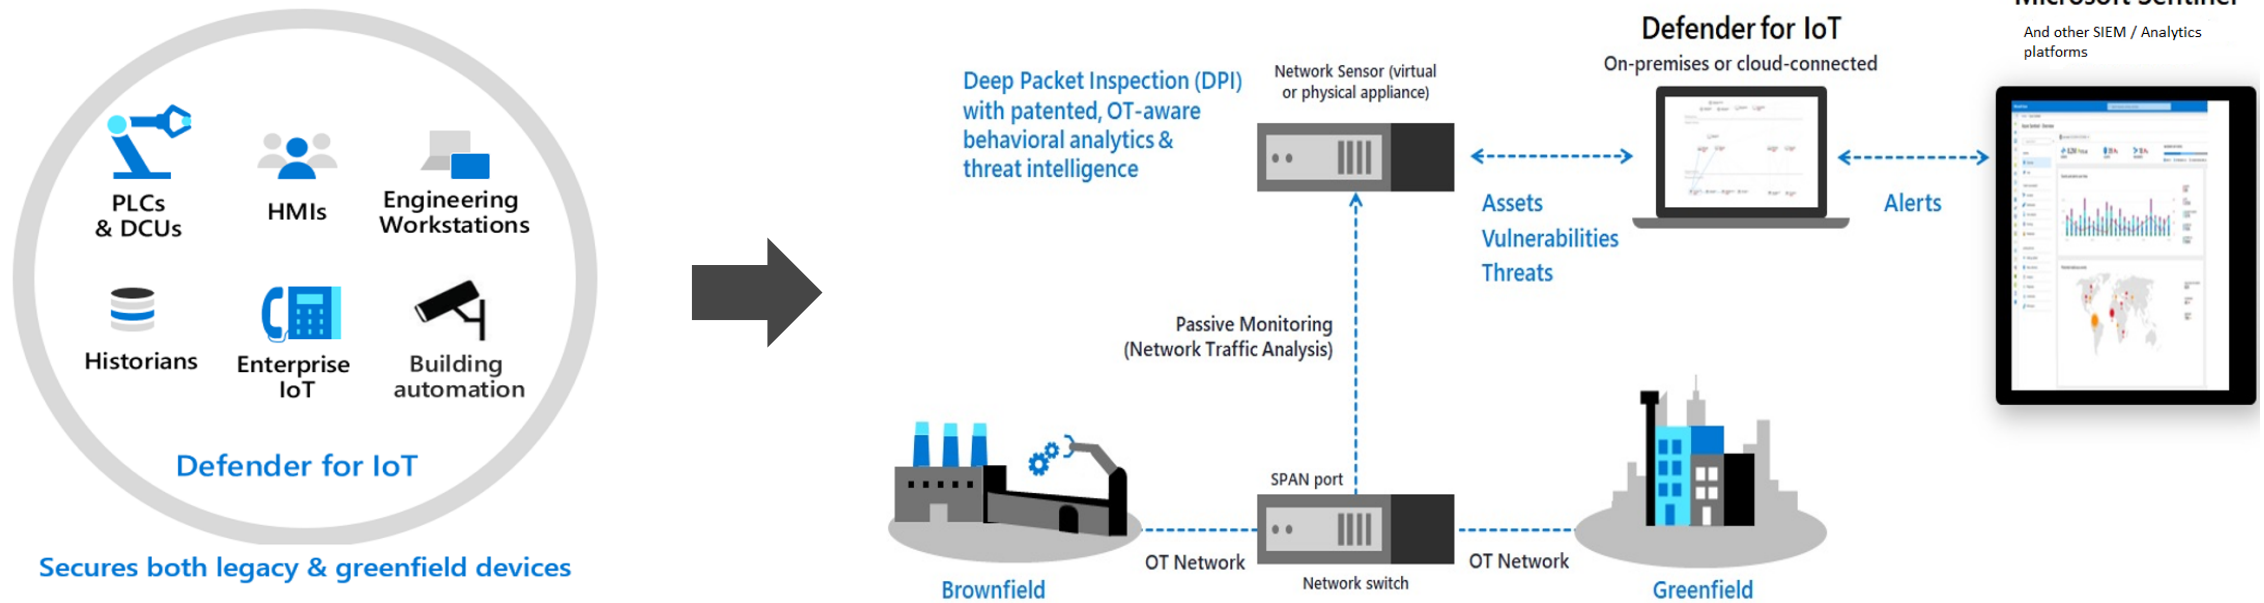 PLCs
& DCUs
HMIs
Engineering
Workstations
Historians
Enterprise
IoT
Building
automation
Defender for IoT
Secures both legacy & greenfield devices
Deep Packet Inspection (DPI)
with patented, OT-aware
behavioral analytics &
threat intelligence
Network Sensor (virtual
or physical appliance)
Defender for IoT
On-premises or cloud-connected
Microsoft Sentinel
And other SIEM / Analytics
platforms
Assets
Vulnerabilities
Threats
Alerts
Passive Monitoring
(Network Traffic Analysis)
SPAN port
OT Network
OT Network
Network switch
Brownfield
Greenfield